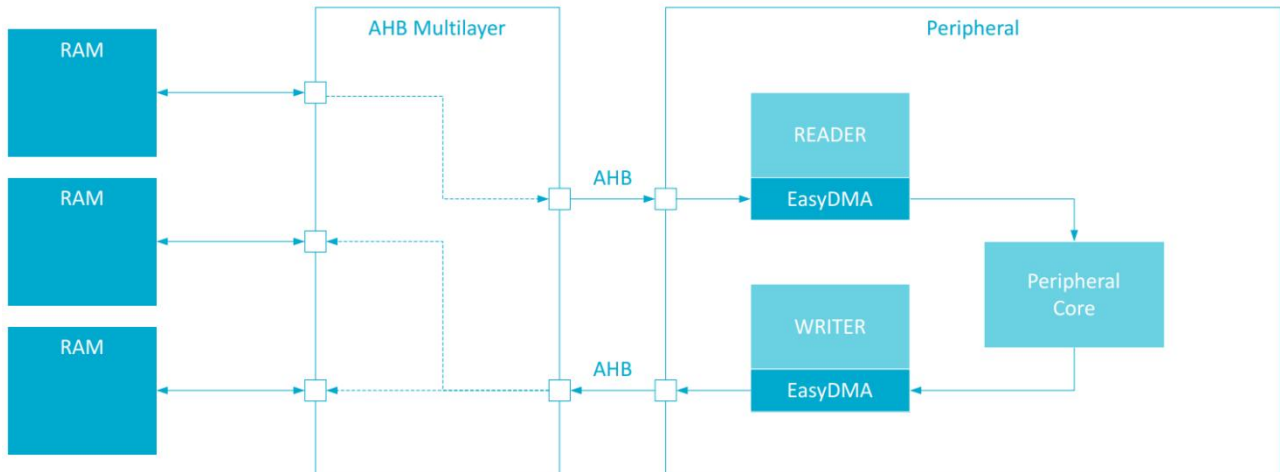 AHB Multilayer
Peripheral
RAM
READER
AHB
EasyDMA
RAM
Peripheral
Core
WRITER
RAM
AHB
EasyDMA